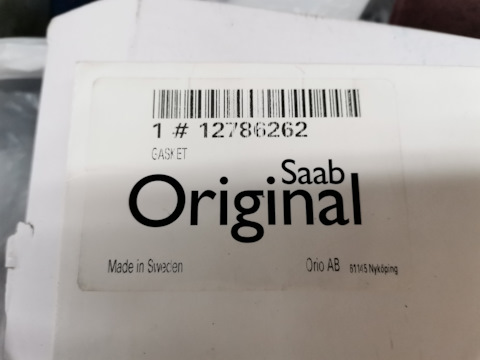 1 # 12786262
GASKET
Saab
Original
Made in Sweden
Orio AB 61145 Nyköping